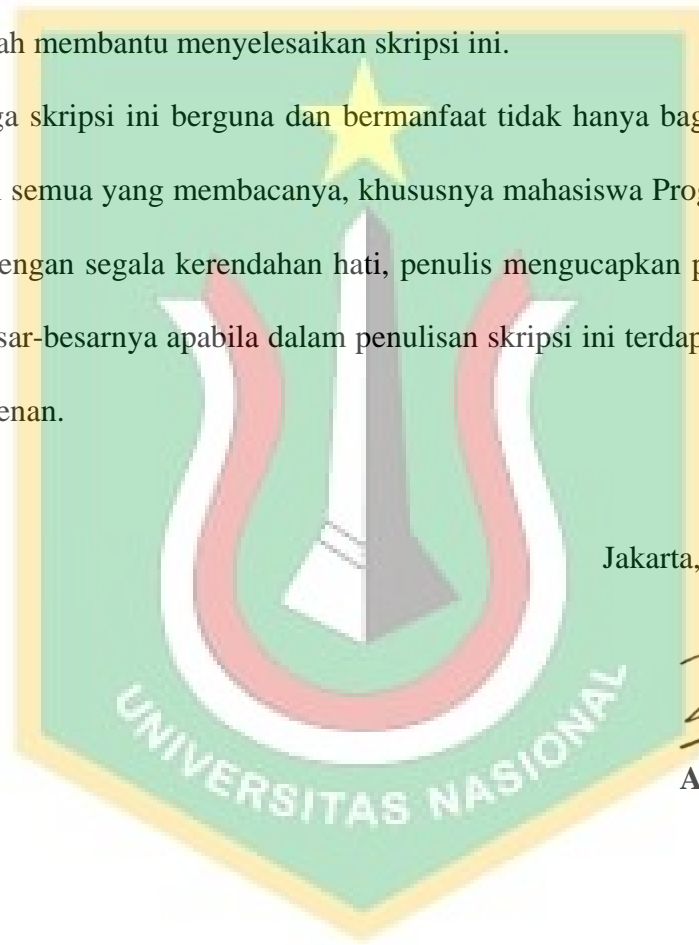 ah membantu menyelesaikan skripsi ini.
ga skripsi ini berguna dan bermanfaat tidak hanya bag
semua yang membacanya, khususnya mahasiswa Prog
engan segala kerendahan hati, penulis mengucapkan p
sar-besarnya apabila dalam penulisan skripsi ini terdap
enan.
Jakarta,
A
UNIVERSITAS NASIONAL